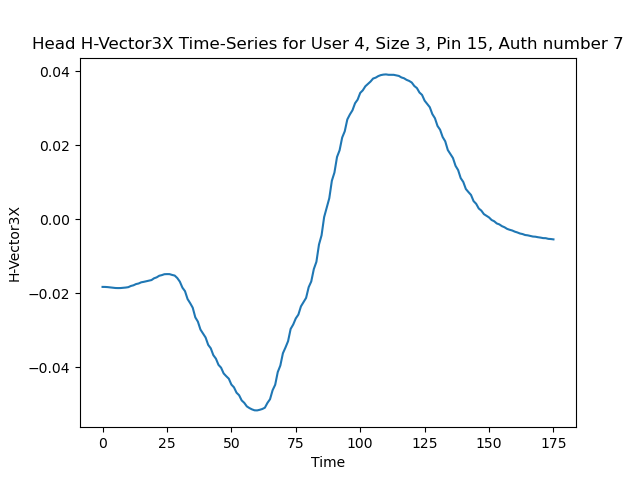 Head H-Vector3X Time-Series for User 4, Size 3, Pin 15, Auth number 7
0.04
0.02
0.00
−0.02
−0.04
H-Vector3X
0 25 50 75 100 125 150 175
Time